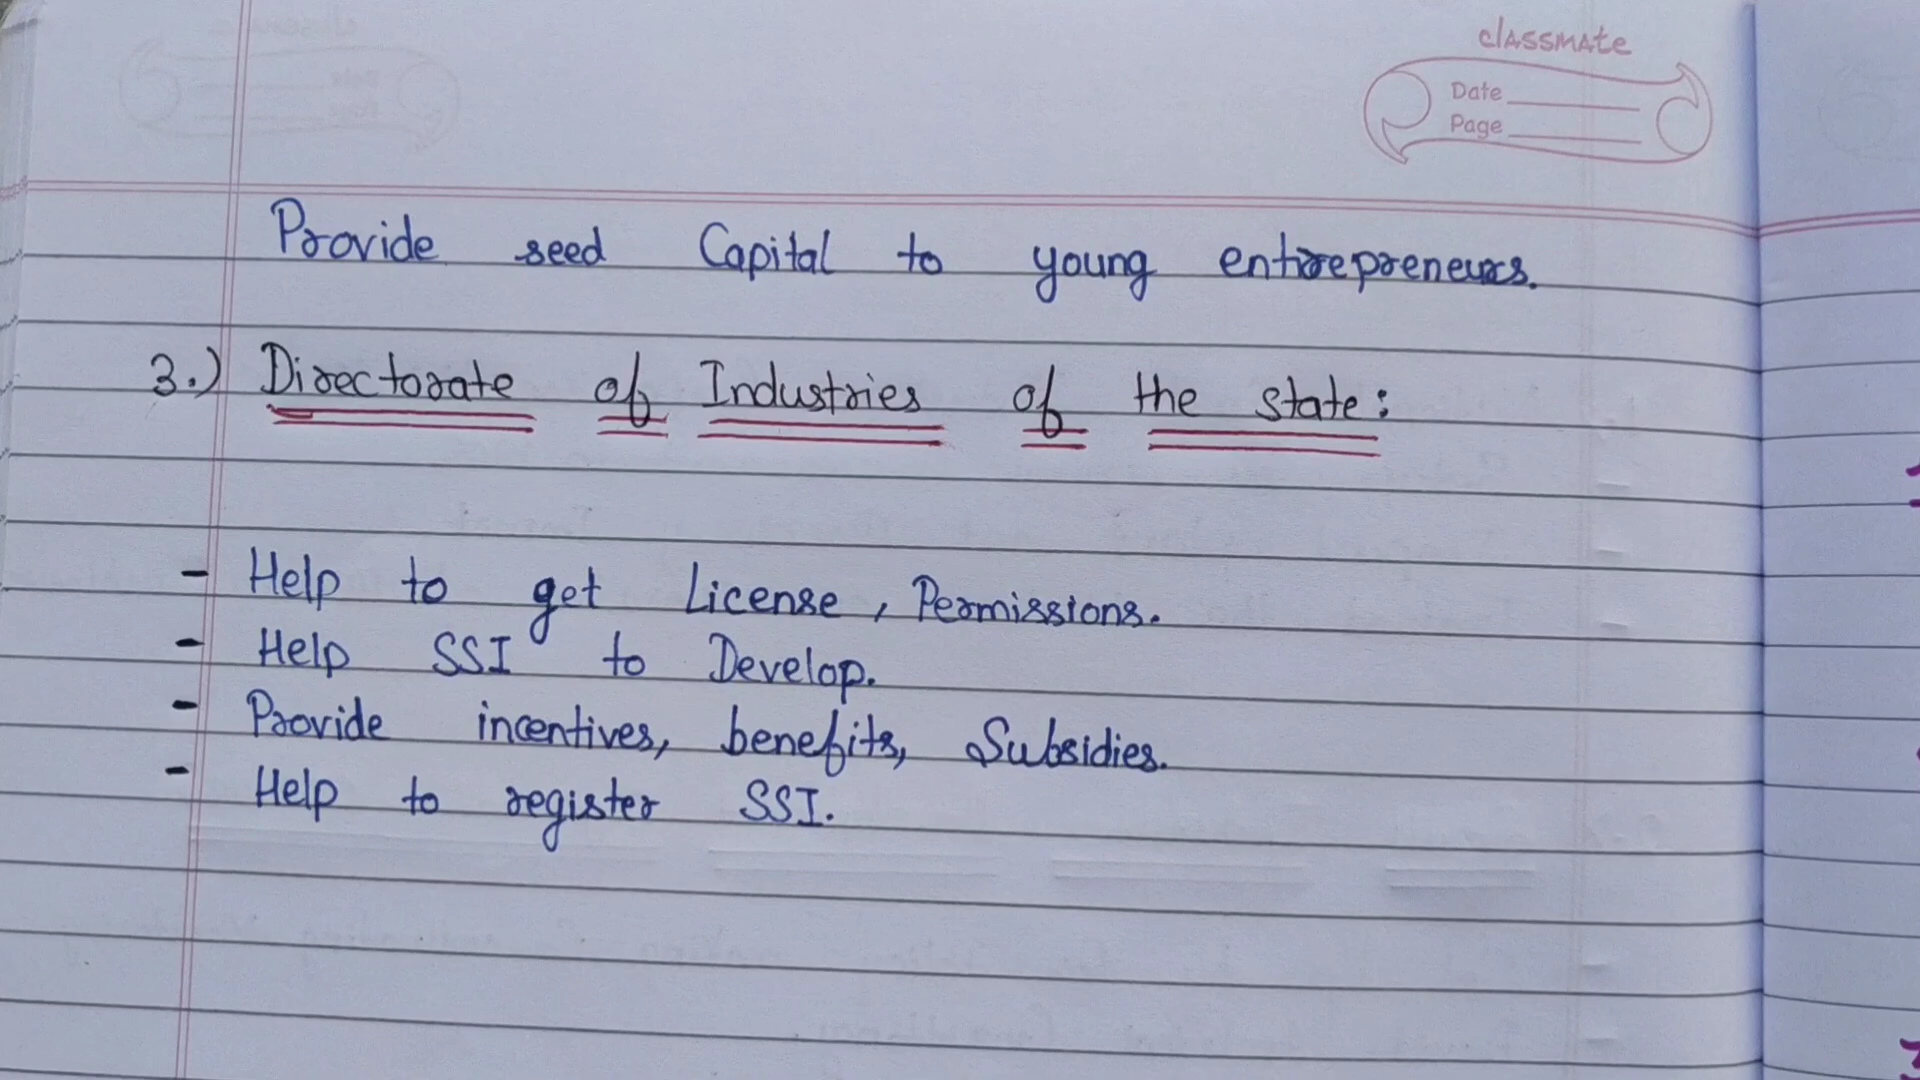 classmate
Date
Page
Provide seed Capital to young entrepreneurs.
3.) Directorate of Industries of the state:
- Help to get License, Permissions.
- Help SSI to Develop.
- Provide incentives, benefits, Subsidies.
- Help to register SSI.